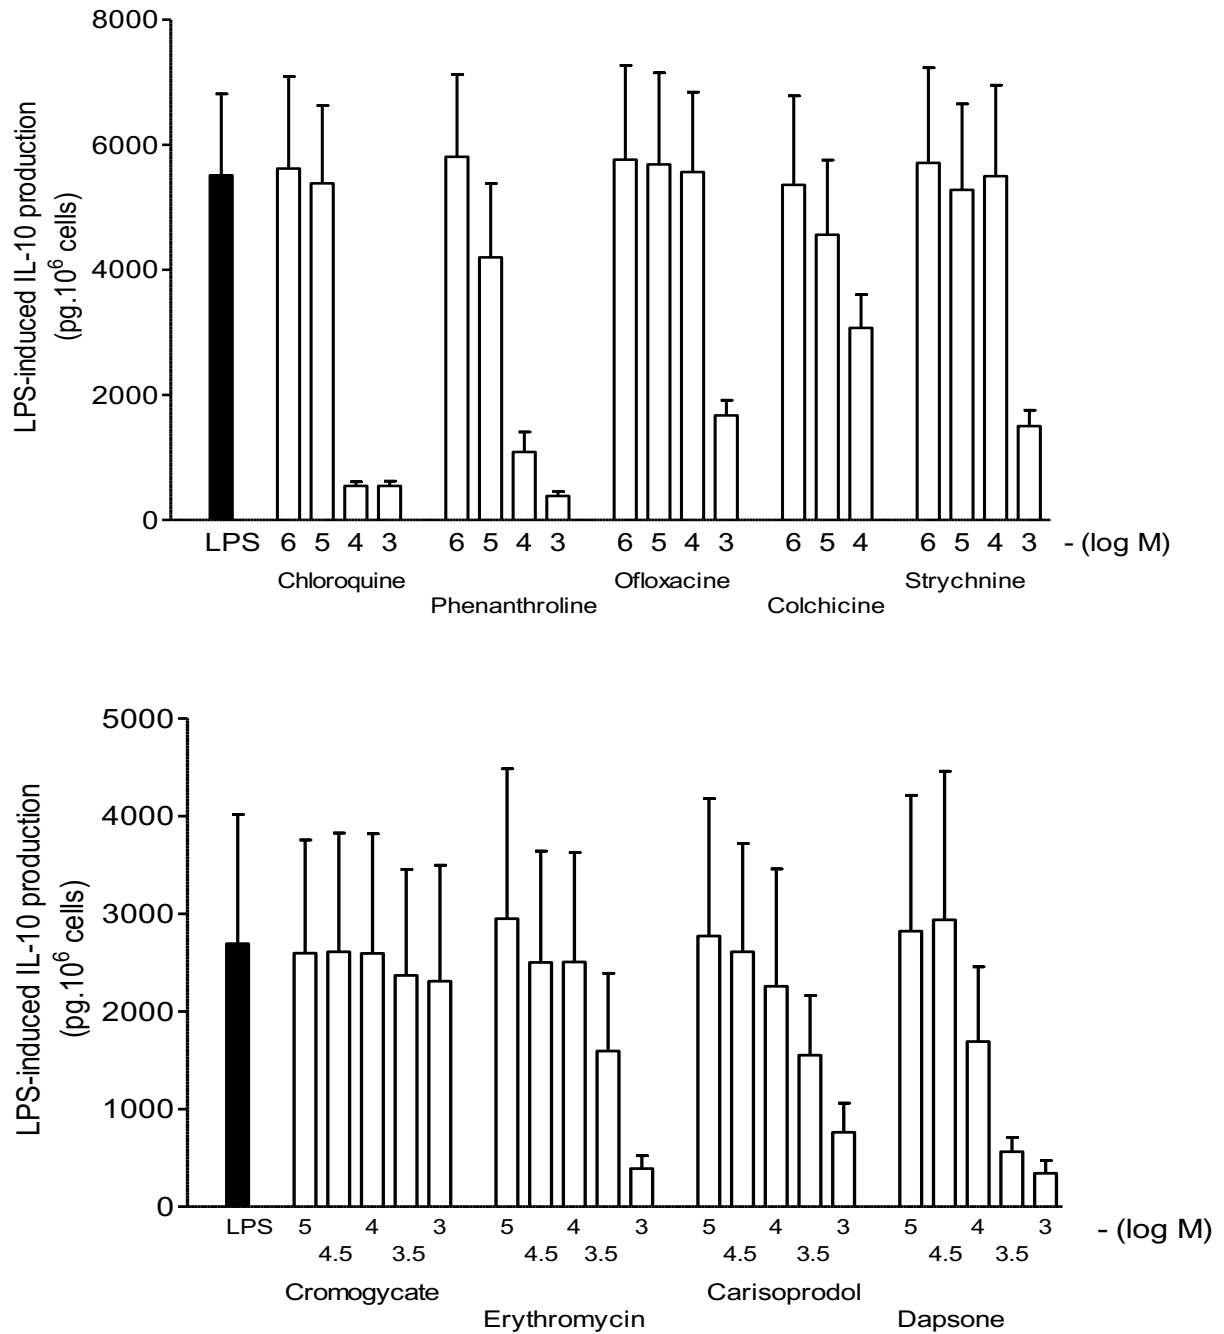 8000
6000
4000
2000
0
LPS-induced IL-10 production
(pg.10⁶ cells)
LPS 6 5 4 3 6 5 4 3 6 5 4 3 6 5 4 6 5 4 3 - (log M)
Chloroquine Ofloxacine Strychnine
Phenanthroline Colchicine
5000
4000
3000
2000
1000
0
LPS-induced IL-10 production
(pg.10⁶ cells)
LPS 5 4 3 5 4 3 5 4 3 5 4 3 - (log M)
4.5 3.5 4.5 3.5 4.5 3.5 4.5 3.5
Cromogycate Carisoprodol
Erythromycin Dapsone